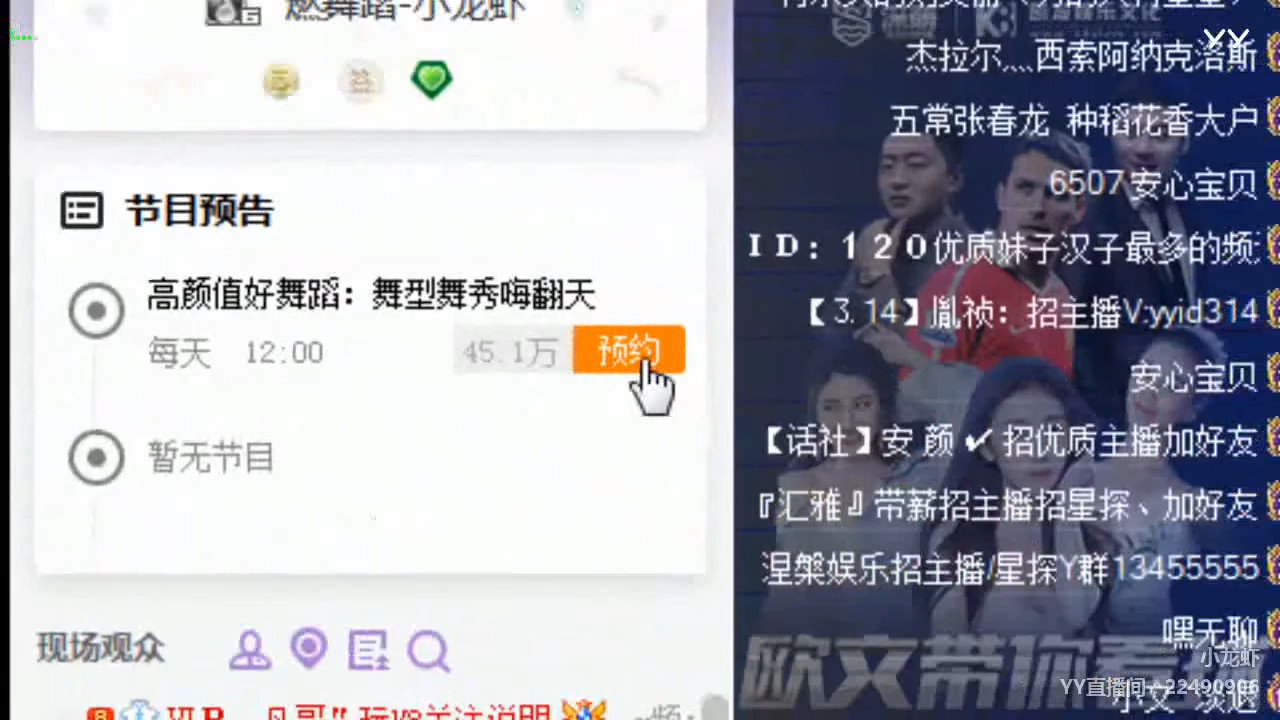 燃舞蹈-小龙虾
节目预告
高颜值好舞蹈：舞型舞秀嗨翻天
每天 12:00
45.1万 预约
暂无节目
现场观众
YY
杰拉尔灬西索阿纳克洛斯
五常张春龙 种稻花香大户
6507安心宝贝
ＩＤ：１２０优质妹子汉子最多的频
【3.14】胤祯：招主播V:yyid314
安心宝贝
【话社】安 颜 ✔ 招优质主播加好友
『汇雅』带薪招主播招星探、加好友
涅槃娱乐招主播/星探Y群13455555
嘿无聊
欧文带你看
小龙虾
YY直播间